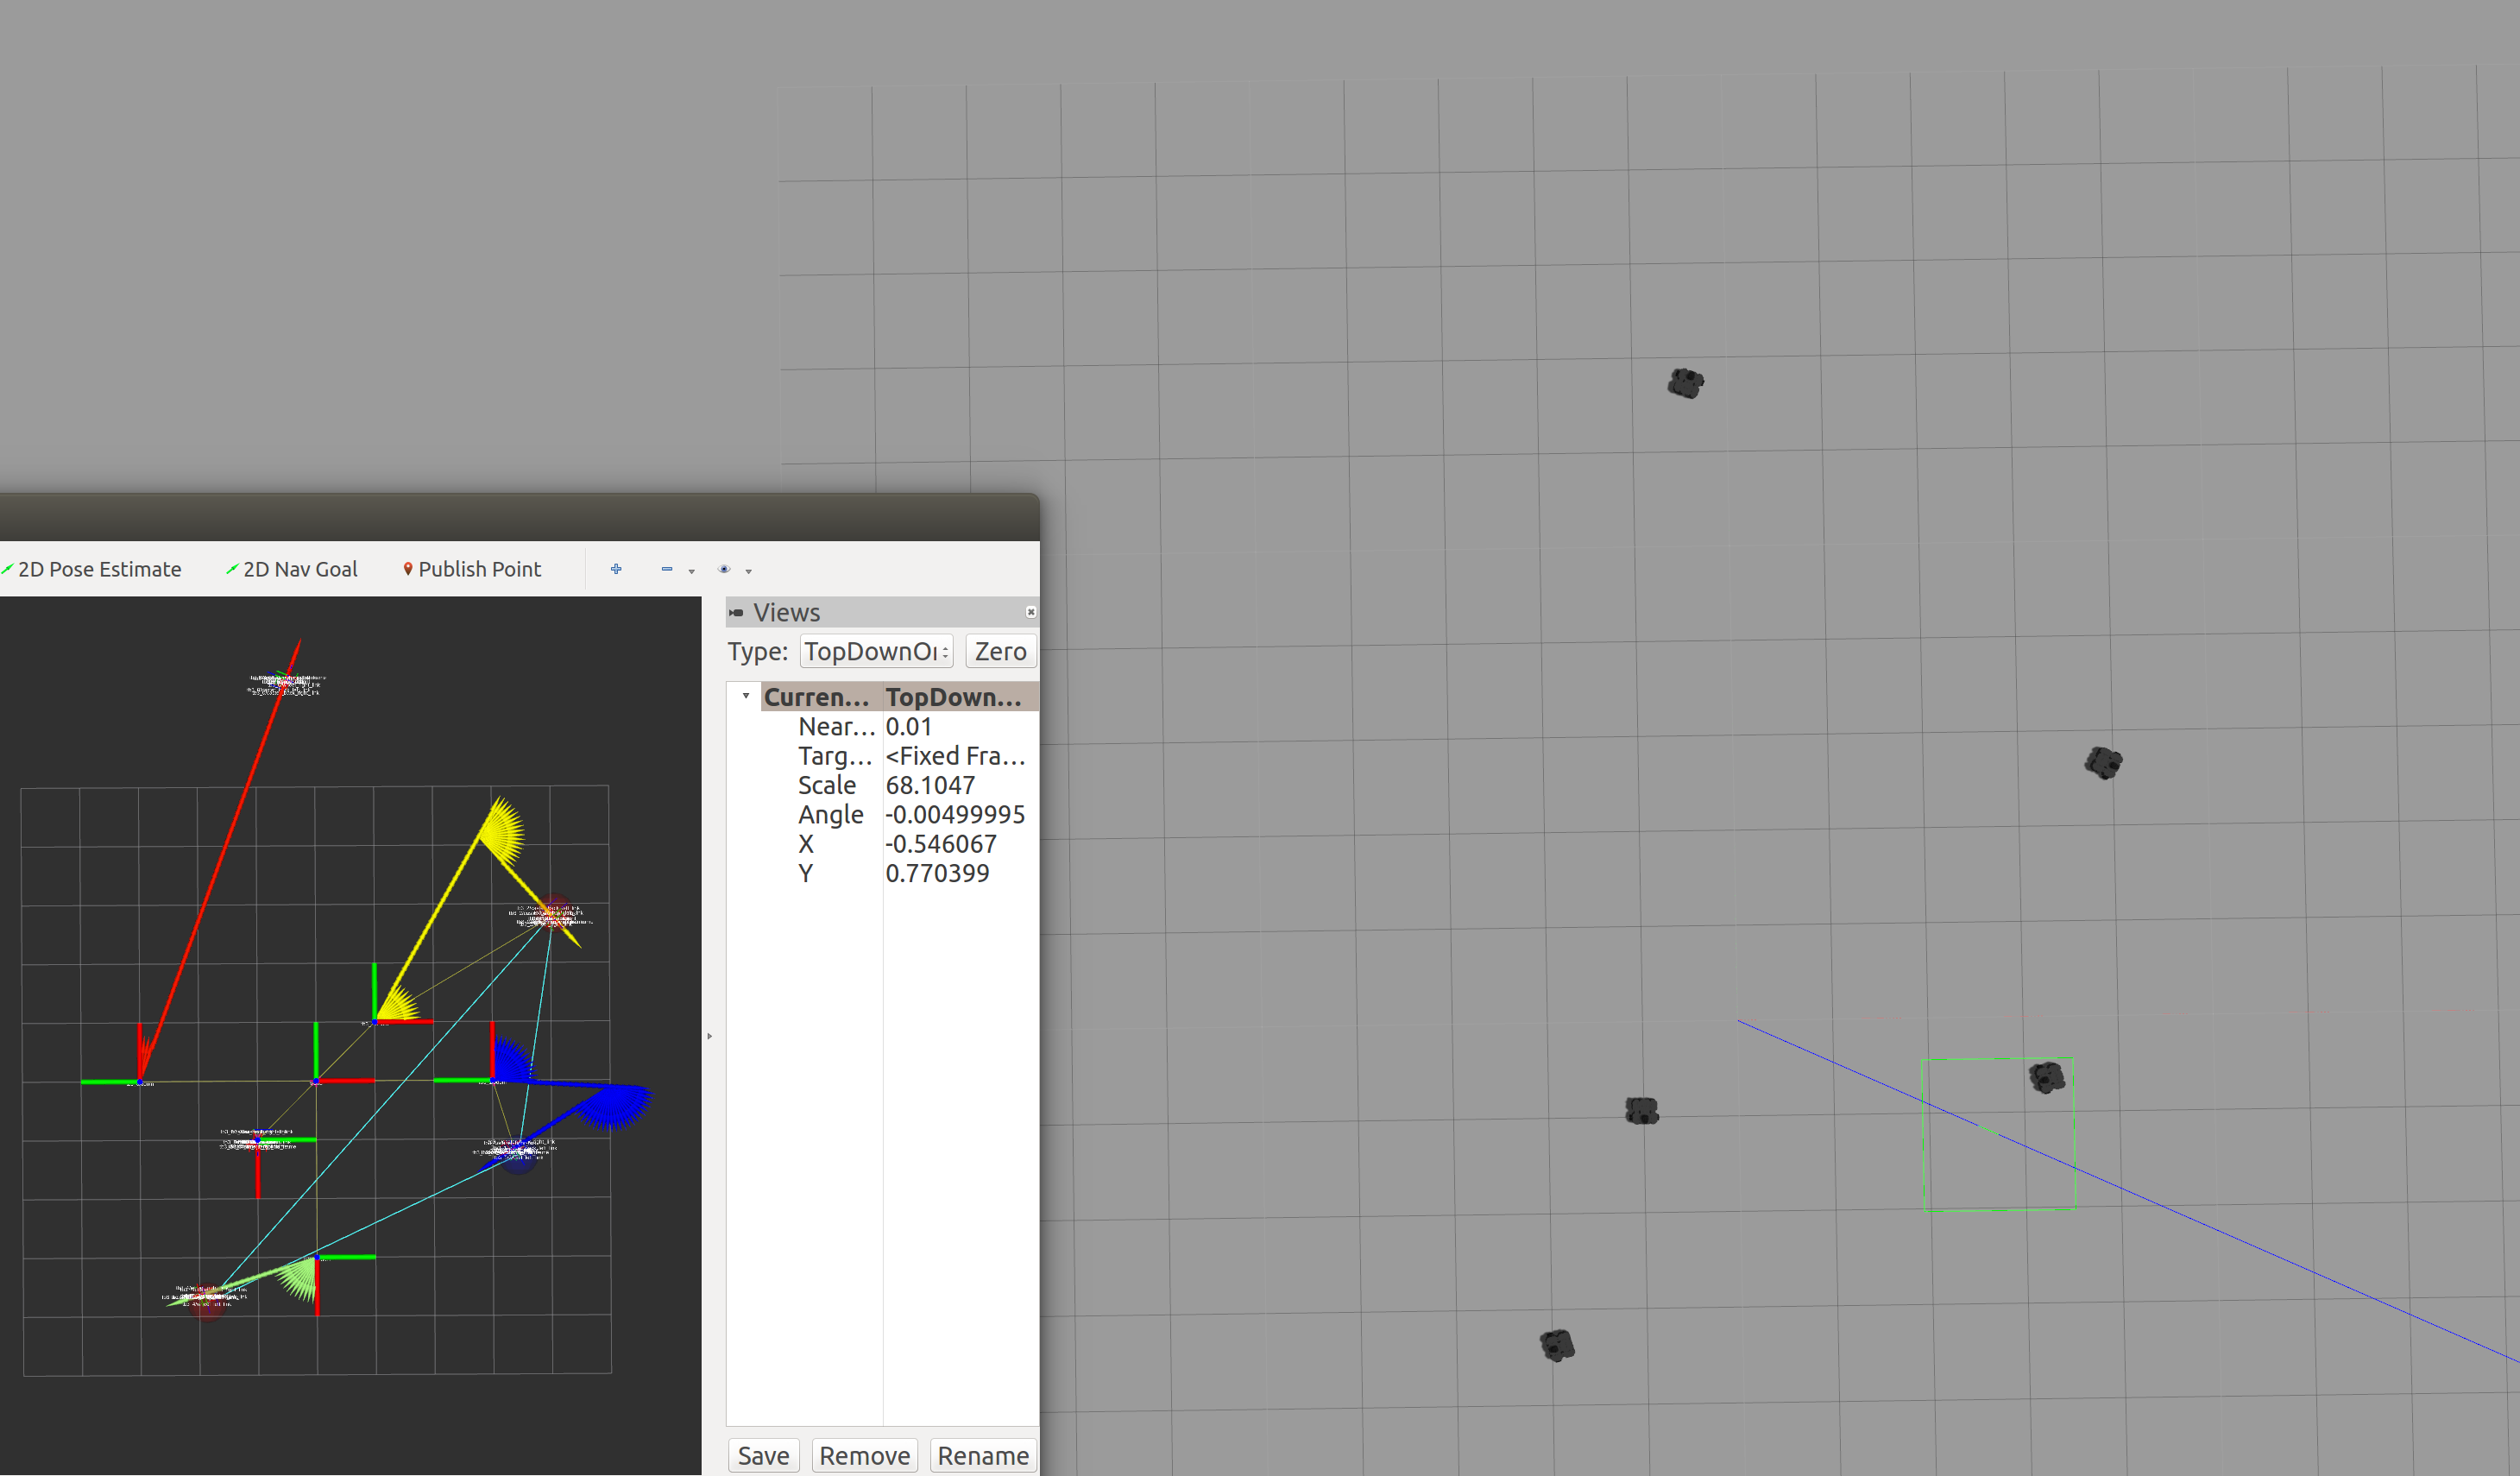 2D Pose Estimate 2D Nav Goal Publish Point
Views
Type: TopDownOr Zero
Curren... TopDown...
Near... 0.01
Targ... <Fixed Fra...
Scale 68.1047
Angle -0.00499995
X -0.546067
Y 0.770399
Save Remove Rename